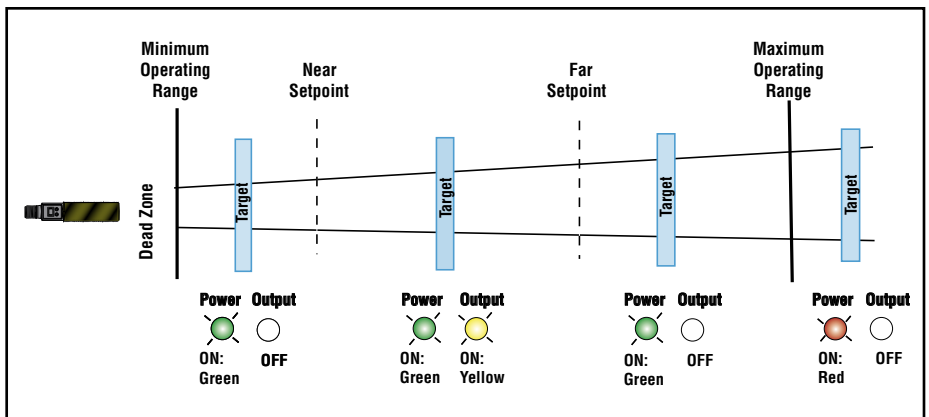 Minimum
Operating
Range
Near
Setpoint
Far
Setpoint
Maximum
Operating
Range
Dead Zone
Target
Target
Target
Target
Power Output
ON:
Green
OFF
Power Output
ON:
Green
ON:
Yellow
Power Output
ON:
Green
OFF
Power Output
ON:
Red
OFF